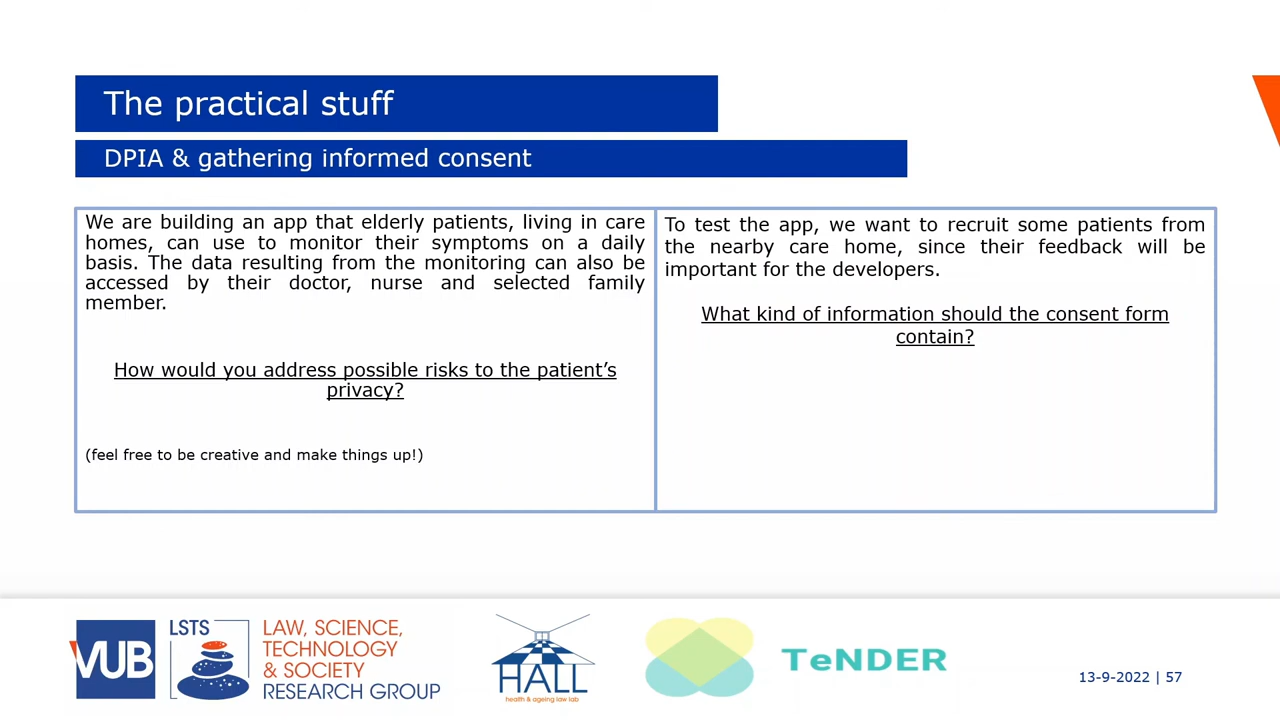 The practical stuff
DPIA & gathering informed consent
We are building an app that elderly patients, living in care
homes, can use to monitor their symptoms on a daily
basis. The data resulting from the monitoring can also be
accessed by their doctor, nurse and selected family
member.
How would you address possible risks to the patient’s
privacy?
(feel free to be creative and make things up!)
To test the app, we want to recruit some patients from
the nearby care home, since their feedback will be
important for the developers.
What kind of information should the consent form
contain?
VUB
LSTS
LAW, SCIENCE,
TECHNOLOGY
& SOCIETY
RESEARCH GROUP
HALL
health & ageing law lab
TeNDER
13-9-2022 | 57